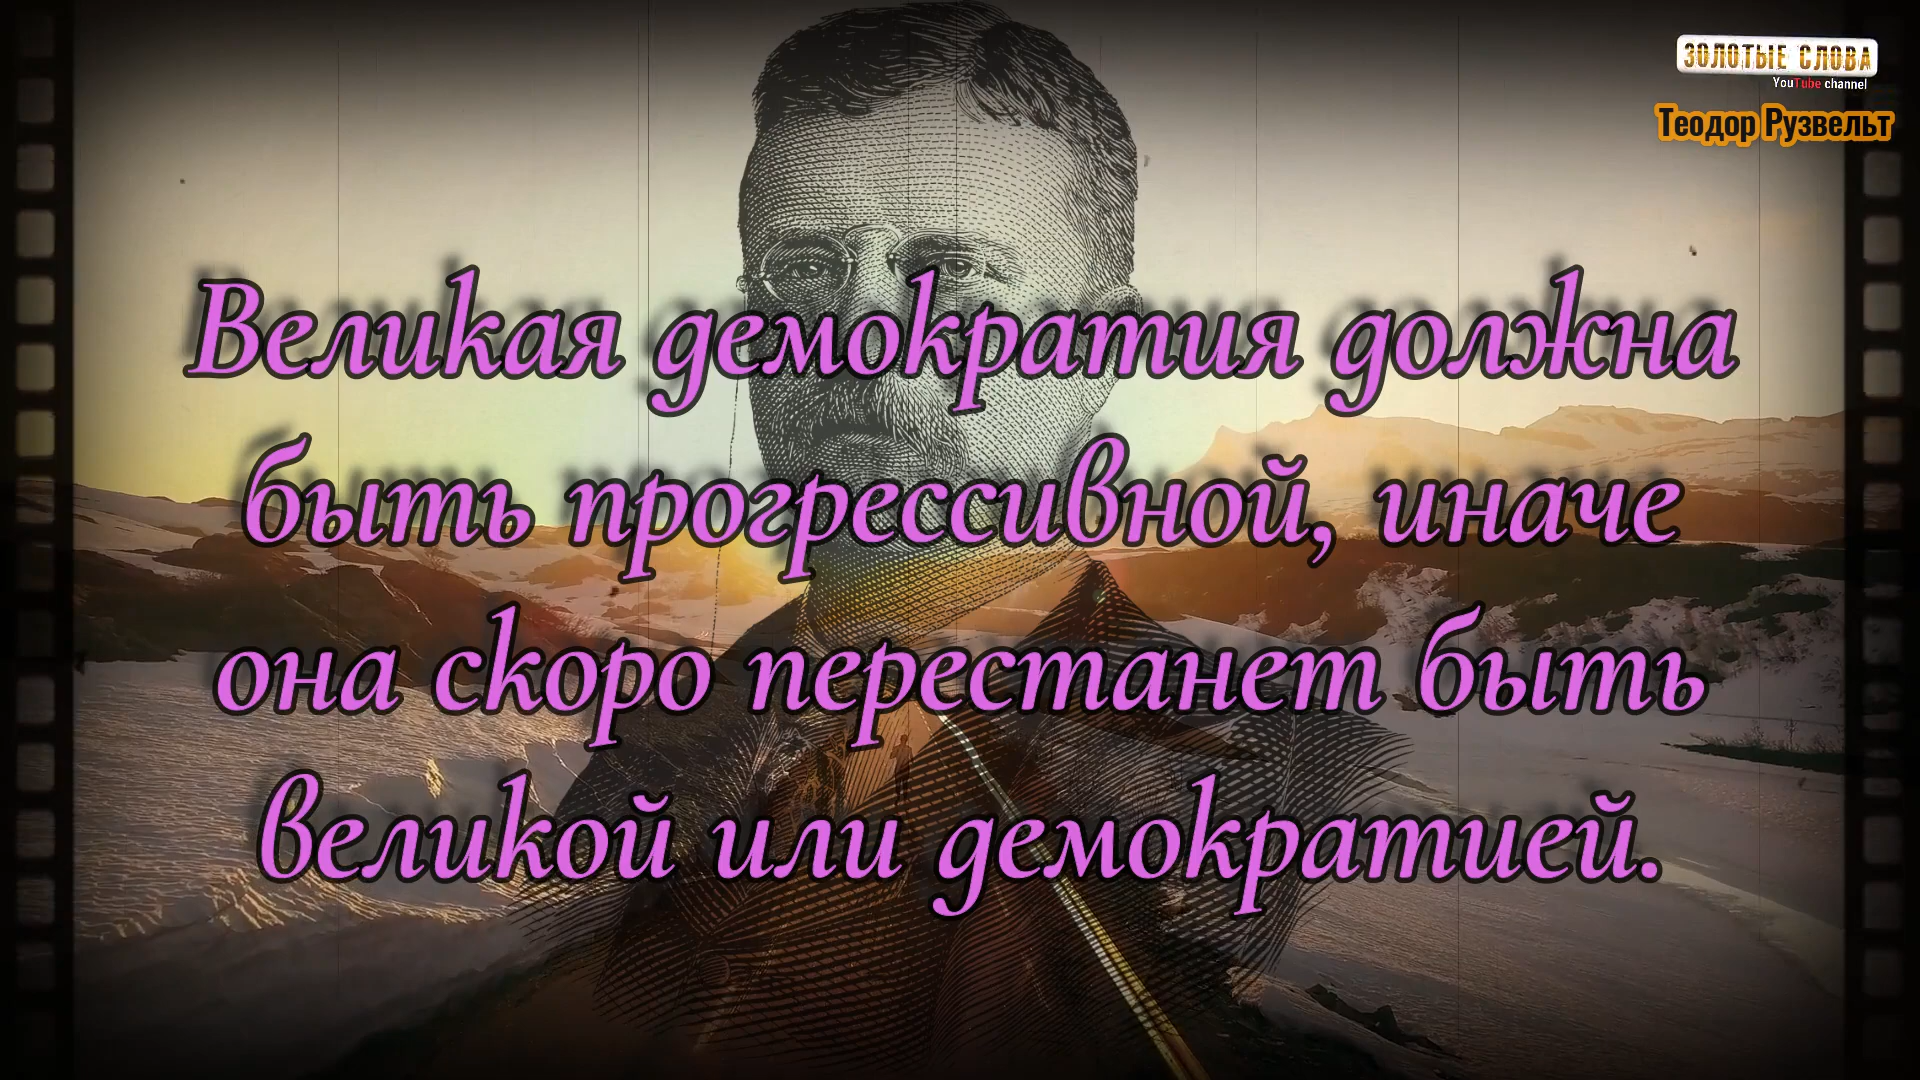 ЗОЛОТЫЕ СЛОВА
YouTube channel
Теодор Рузвельт
Великая демократия должна
быть прогрессивной, иначе
она скоро перестанет быть
великой или демократией.